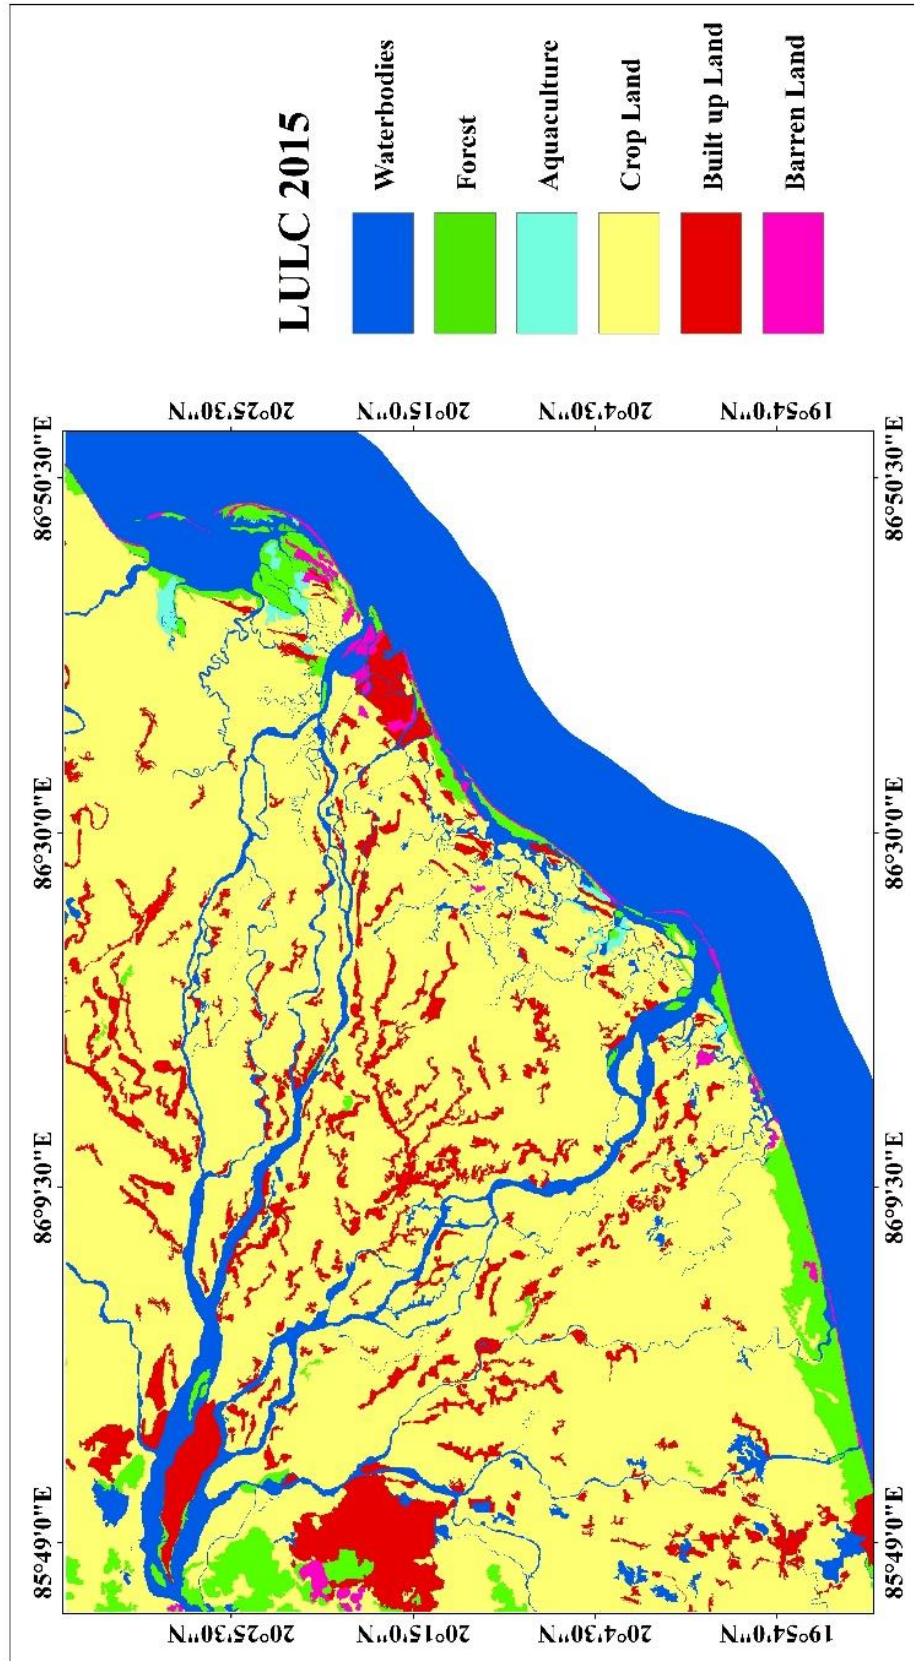 LULC 2015
Waterbodies
Forest
Aquaculture
Crop Land
Built up Land
Barren Land
85°49'0"E
86°9'30"E
86°30'0"E
86°50'30"E
20°25'30"N
20°25'30"N
20°15'0"N
20°15'0"N
20°4'30"N
20°4'30"N
19°54'0"N
19°54'0"N
85°49'0"E
86°9'30"E
86°30'0"E
86°50'30"E